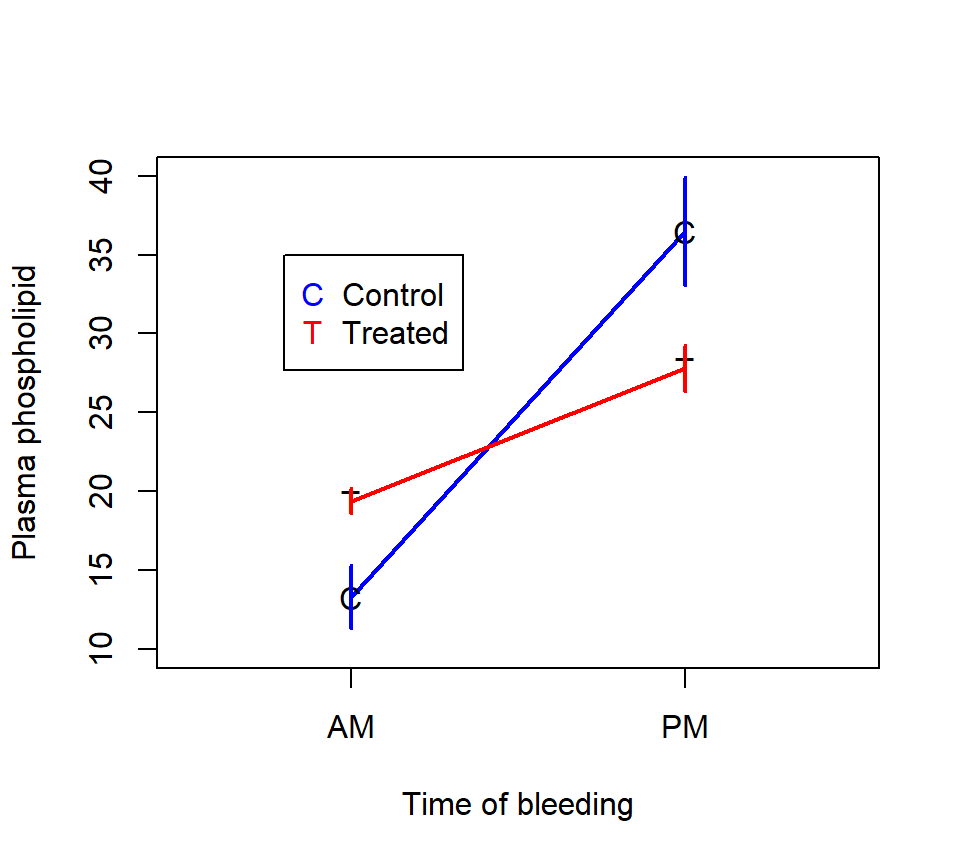 Plasma phospholipid
40
35
30
25
20
15
10
C Control
T Treated
C
T
T
C
AM PM
Time of bleeding